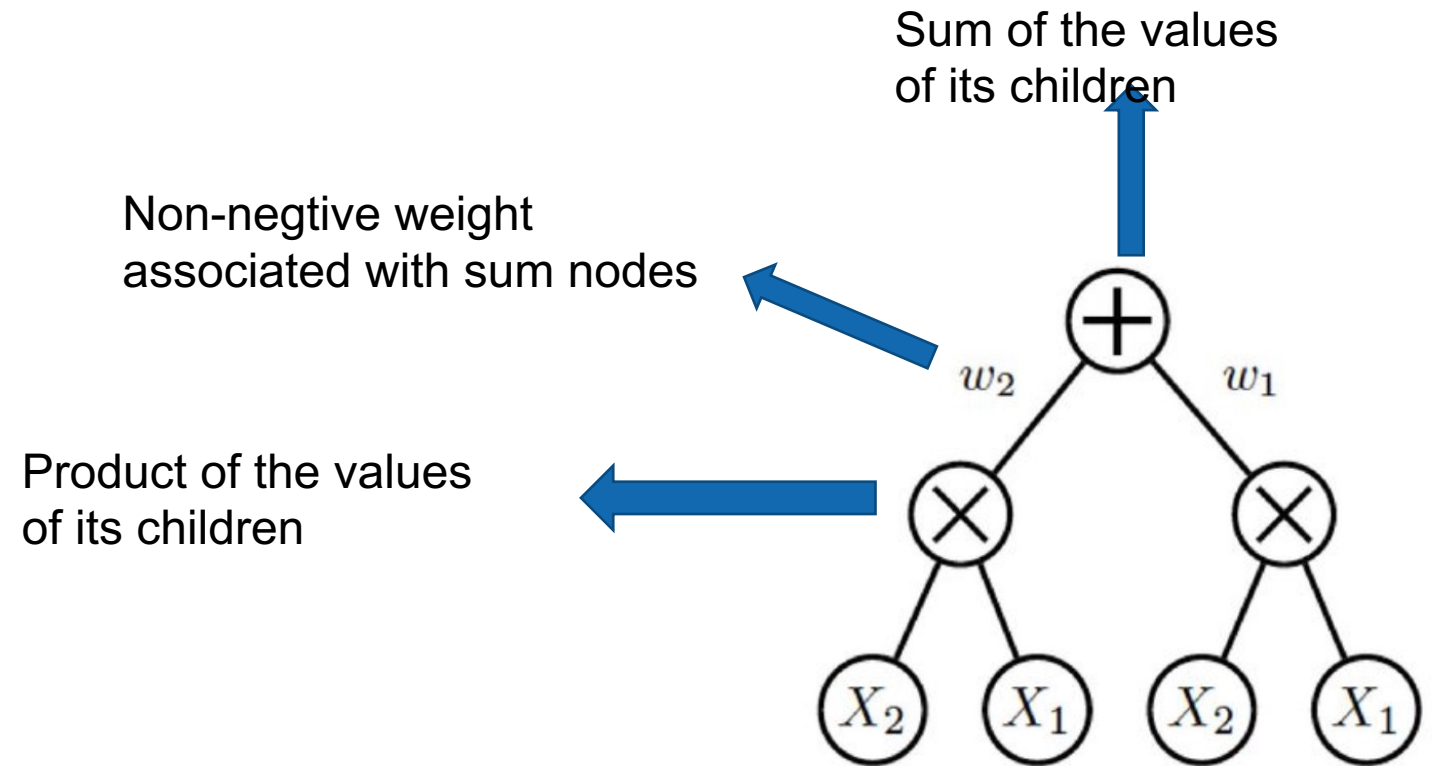 Sum of the values
of its children
Non-negtive weight
associated with sum nodes
+
w₂ w₁
Product of the values
of its children
× ×
X₂ X₁ X₂ X₁